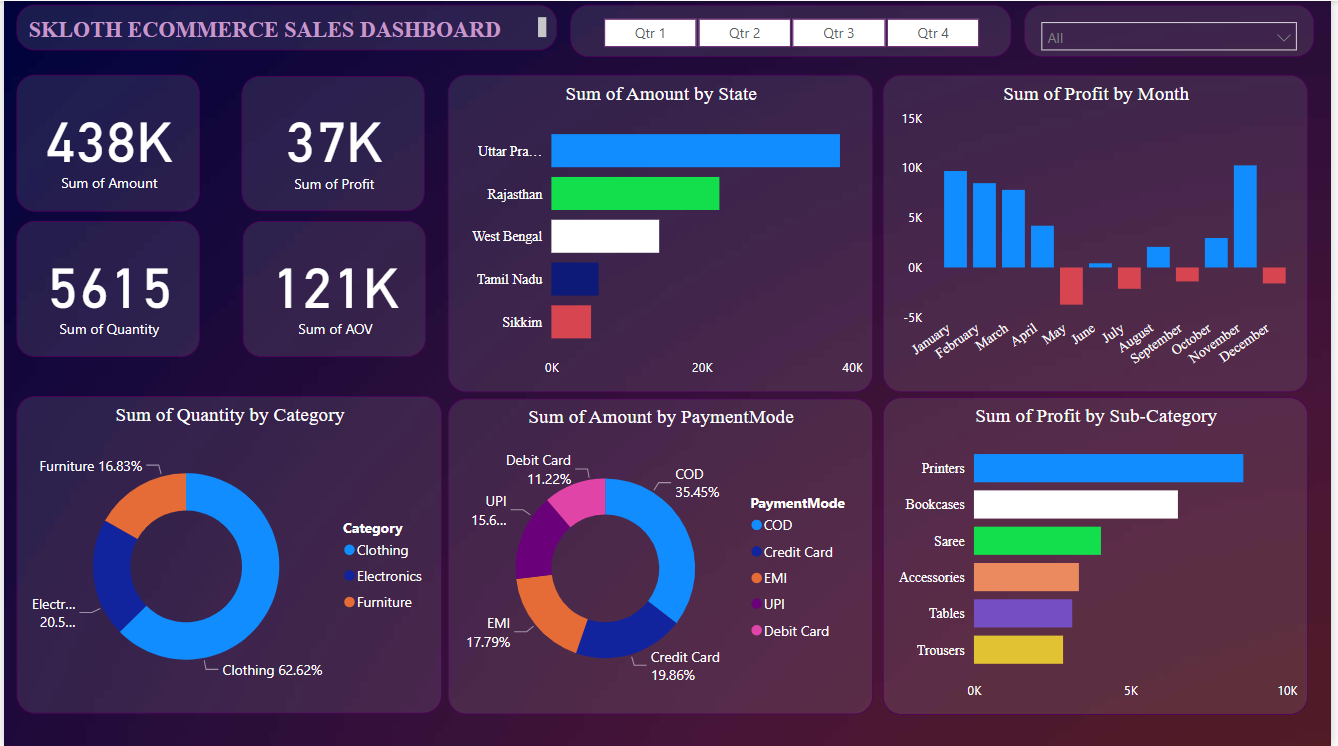 SKLOTH ECOMMERCE SALES DASHBOARD
Qtr 1
Qtr 2
Qtr 3
Qtr 4
All
438K
Sum of Amount
37K
Sum of Profit
5615
Sum of Quantity
121K
Sum of AOV
Sum of Amount by State
Uttar Pra...
Rajasthan
West Bengal
Tamil Nadu
Sikkim
0K
20K
40K
Sum of Profit by Month
15K
10K
5K
0K
-5K
January
February
March
April
May
June
July
August
September
October
November
December
Sum of Quantity by Category
Furniture 16.83%
Electr...
20.5...
Clothing 62.62%
Category
Clothing
Electronics
Furniture
Sum of Amount by PaymentMode
Debit Card
11.22%
COD
35.45%
UPI
15.6...
EMI
17.79%
Credit Card
19.86%
PaymentMode
COD
Credit Card
EMI
UPI
Debit Card
Sum of Profit by Sub-Category
Printers
Bookcases
Saree
Accessories
Tables
Trousers
0K
5K
10K